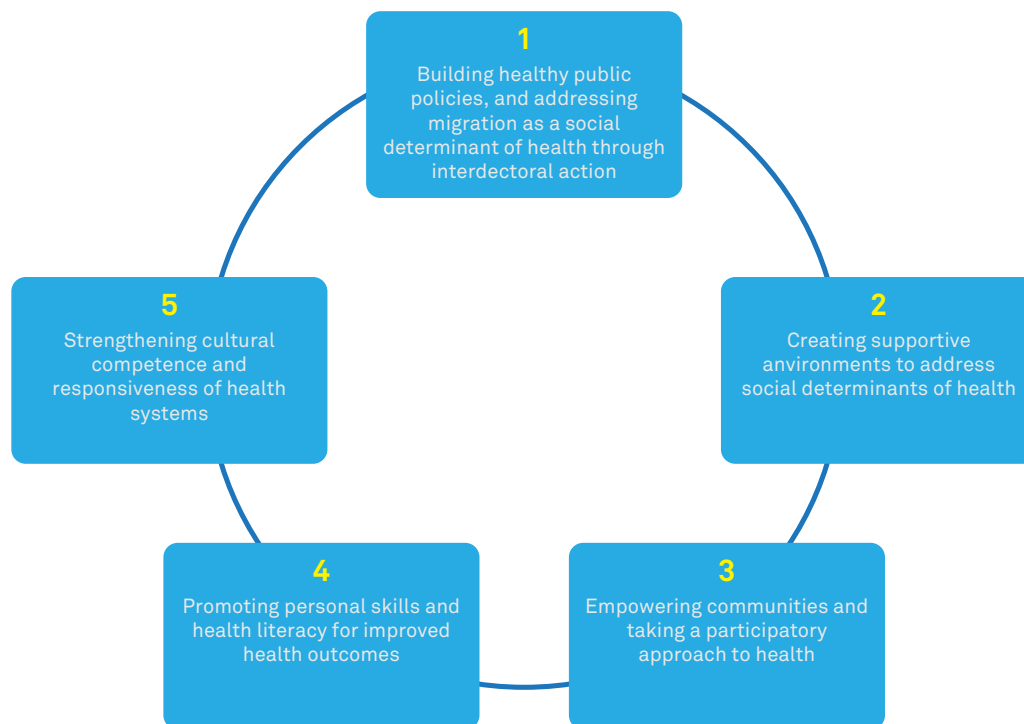 1
Building healthy public
policies, and addressing
migration as a social
determinant of health through
interdectoral action
2
Creating supportive
anvironments to address
social determinants of health
3
Empowering communities and
taking a participatory
approach to health
4
Promoting personal skills and
health literacy for improved
health outcomes
5
Strengthening cultural
competence and
responsiveness of health
systems